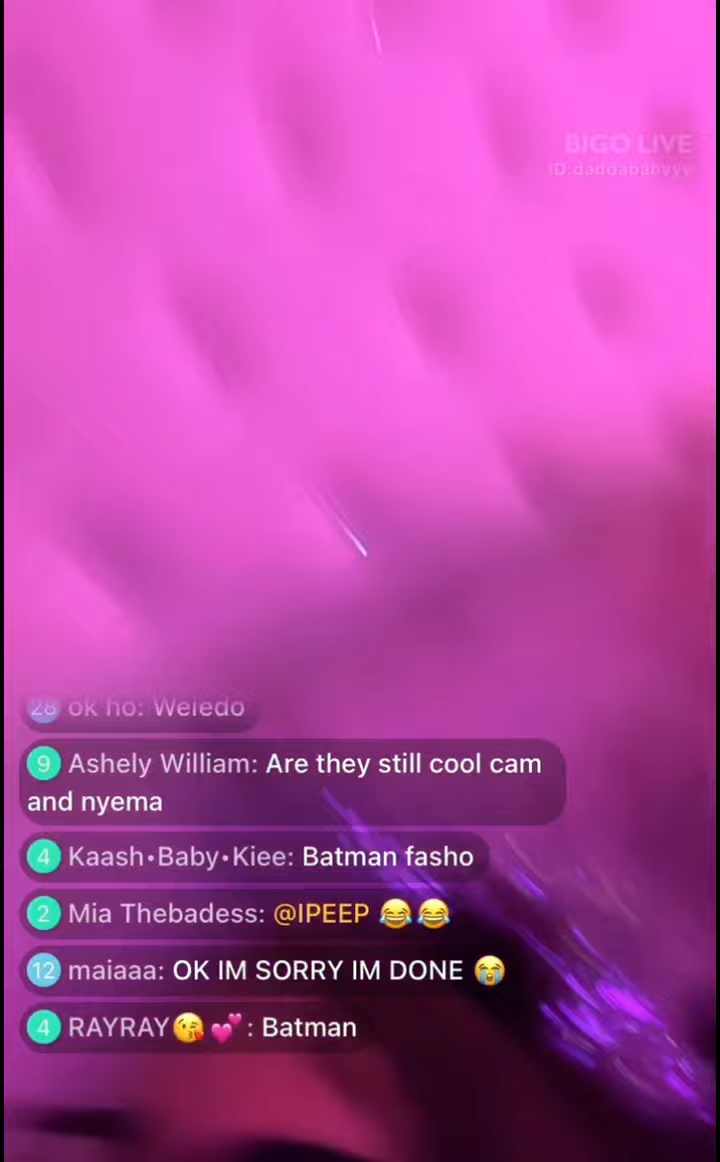 BIGO LIVE
ID:daddababyyy
28 ok ho: Weledo
9 Ashely William: Are they still cool cam
and nyema
4 Kaash•Baby•Kiee: Batman fasho
2 Mia Thebadess: @IPEEP 😂😂
12 maiaaa: OK IM SORRY IM DONE 😭
4 RAYRAY😘💕: Batman